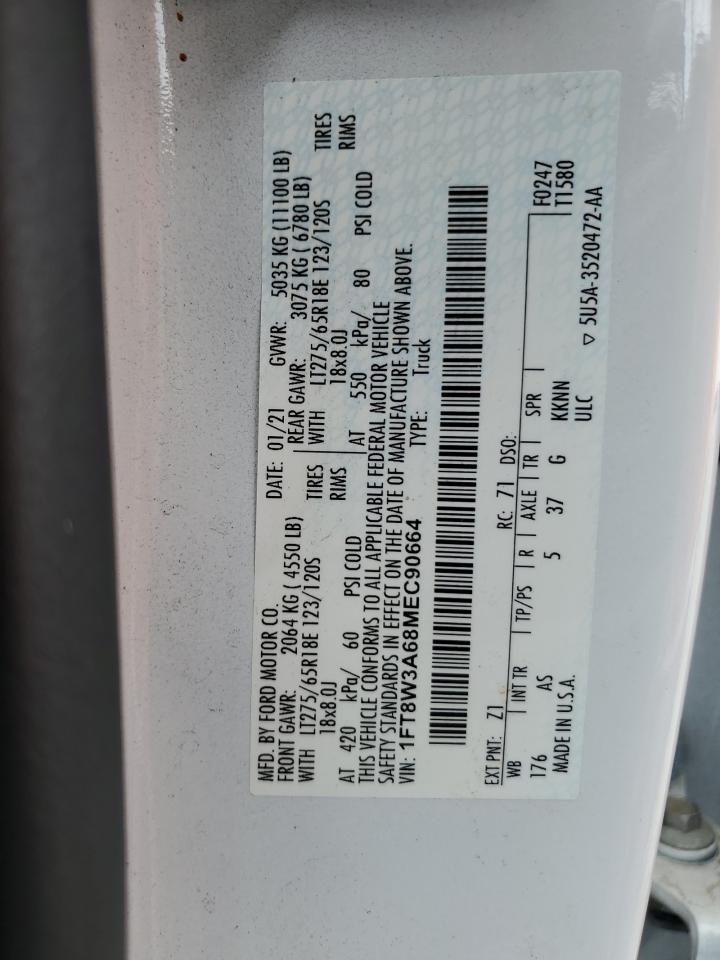 MFD. BY FORD MOTOR CO.
DATE: 01/21 GVWR: 5035 KG (11100 LB)
FRONT GAWR: 2064 KG ( 4550 LB) REAR GAWR: 3075 KG ( 6780 LB)
WITH LT275/65R18E 123/120S TIRES WITH LT275/65R18E 123/120S TIRES
18x8.0J RIMS 18x8.0J RIMS
AT 420 kPa/ 60 PSI COLD AT 550 kPa/ 80 PSI COLD
THIS VEHICLE CONFORMS TO ALL APPLICABLE FEDERAL MOTOR VEHICLE
SAFETY STANDARDS IN EFFECT ON THE DATE OF MANUFACTURE SHOWN ABOVE.
VIN: 1FT8W3A68MEC90664 TYPE: Truck
EXT PNT: Z1 RC: 71 DSO: F0247
WB INT TR TP/PS R AXLE TR SPR T1580
176 AS 5 37 G KKNN
MADE IN U.S.A. ULC
▽ 5U5A-3520472-AA